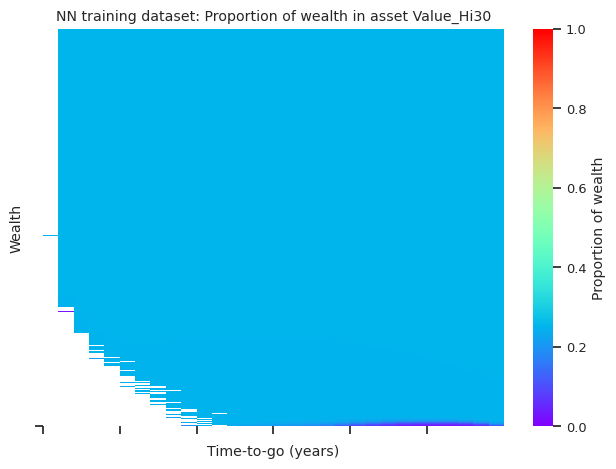 NN training dataset: Proportion of wealth in asset Value_Hi30
Wealth
Time-to-go (years)
1.0
0.8
0.6
0.4
0.2
0.0
Proportion of wealth